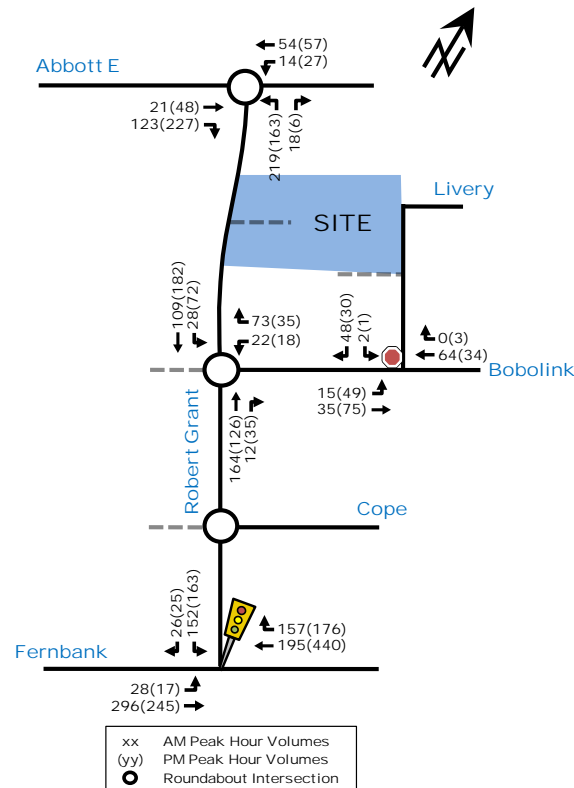 54(57)
14(27)
Abbott E
21(48)
123(227)
219(163)
18(6)
Livery
SITE
109(182)
28(72)
73(35)
22(18)
48(30)
2(1)
0(3)
64(34)
Bobolink
15(49)
35(75)
Robert Grant
164(126)
12(35)
Cope
26(25)
152(163)
157(176)
195(440)
Fernbank
28(17)
296(245)
xx AM Peak Hour Volumes
(yy) PM Peak Hour Volumes
Roundabout Intersection